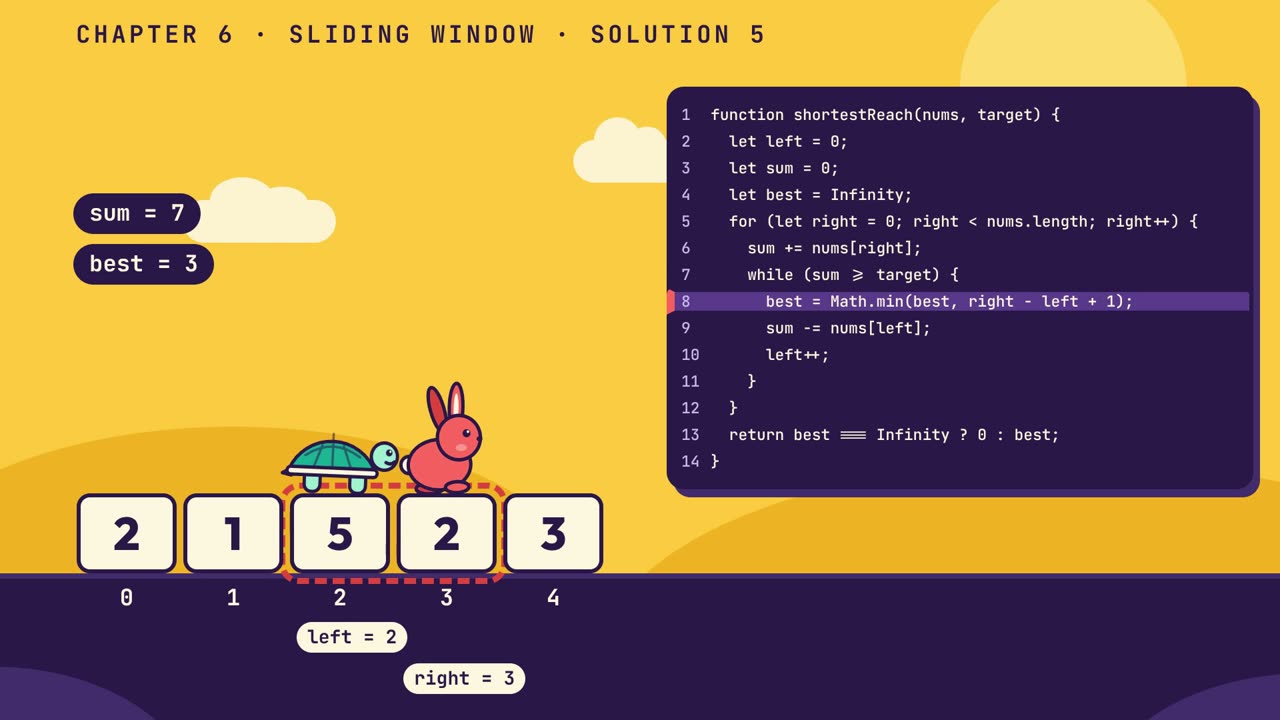 CHAPTER 6 · SLIDING WINDOW · SOLUTION 5
sum = 7
best = 3
1 function shortestReach(nums, target) {
2   let left = 0;
3   let sum = 0;
4   let best = Infinity;
5   for (let right = 0; right < nums.length; right++) {
6     sum += nums[right];
7     while (sum >= target) {
8       best = Math.min(best, right - left + 1);
9       sum -= nums[left];
10       left++;
11     }
12   }
13   return best === Infinity ? 0 : best;
14 }
2 1 5 2 3
0 1 2 3 4
left = 2
right = 3